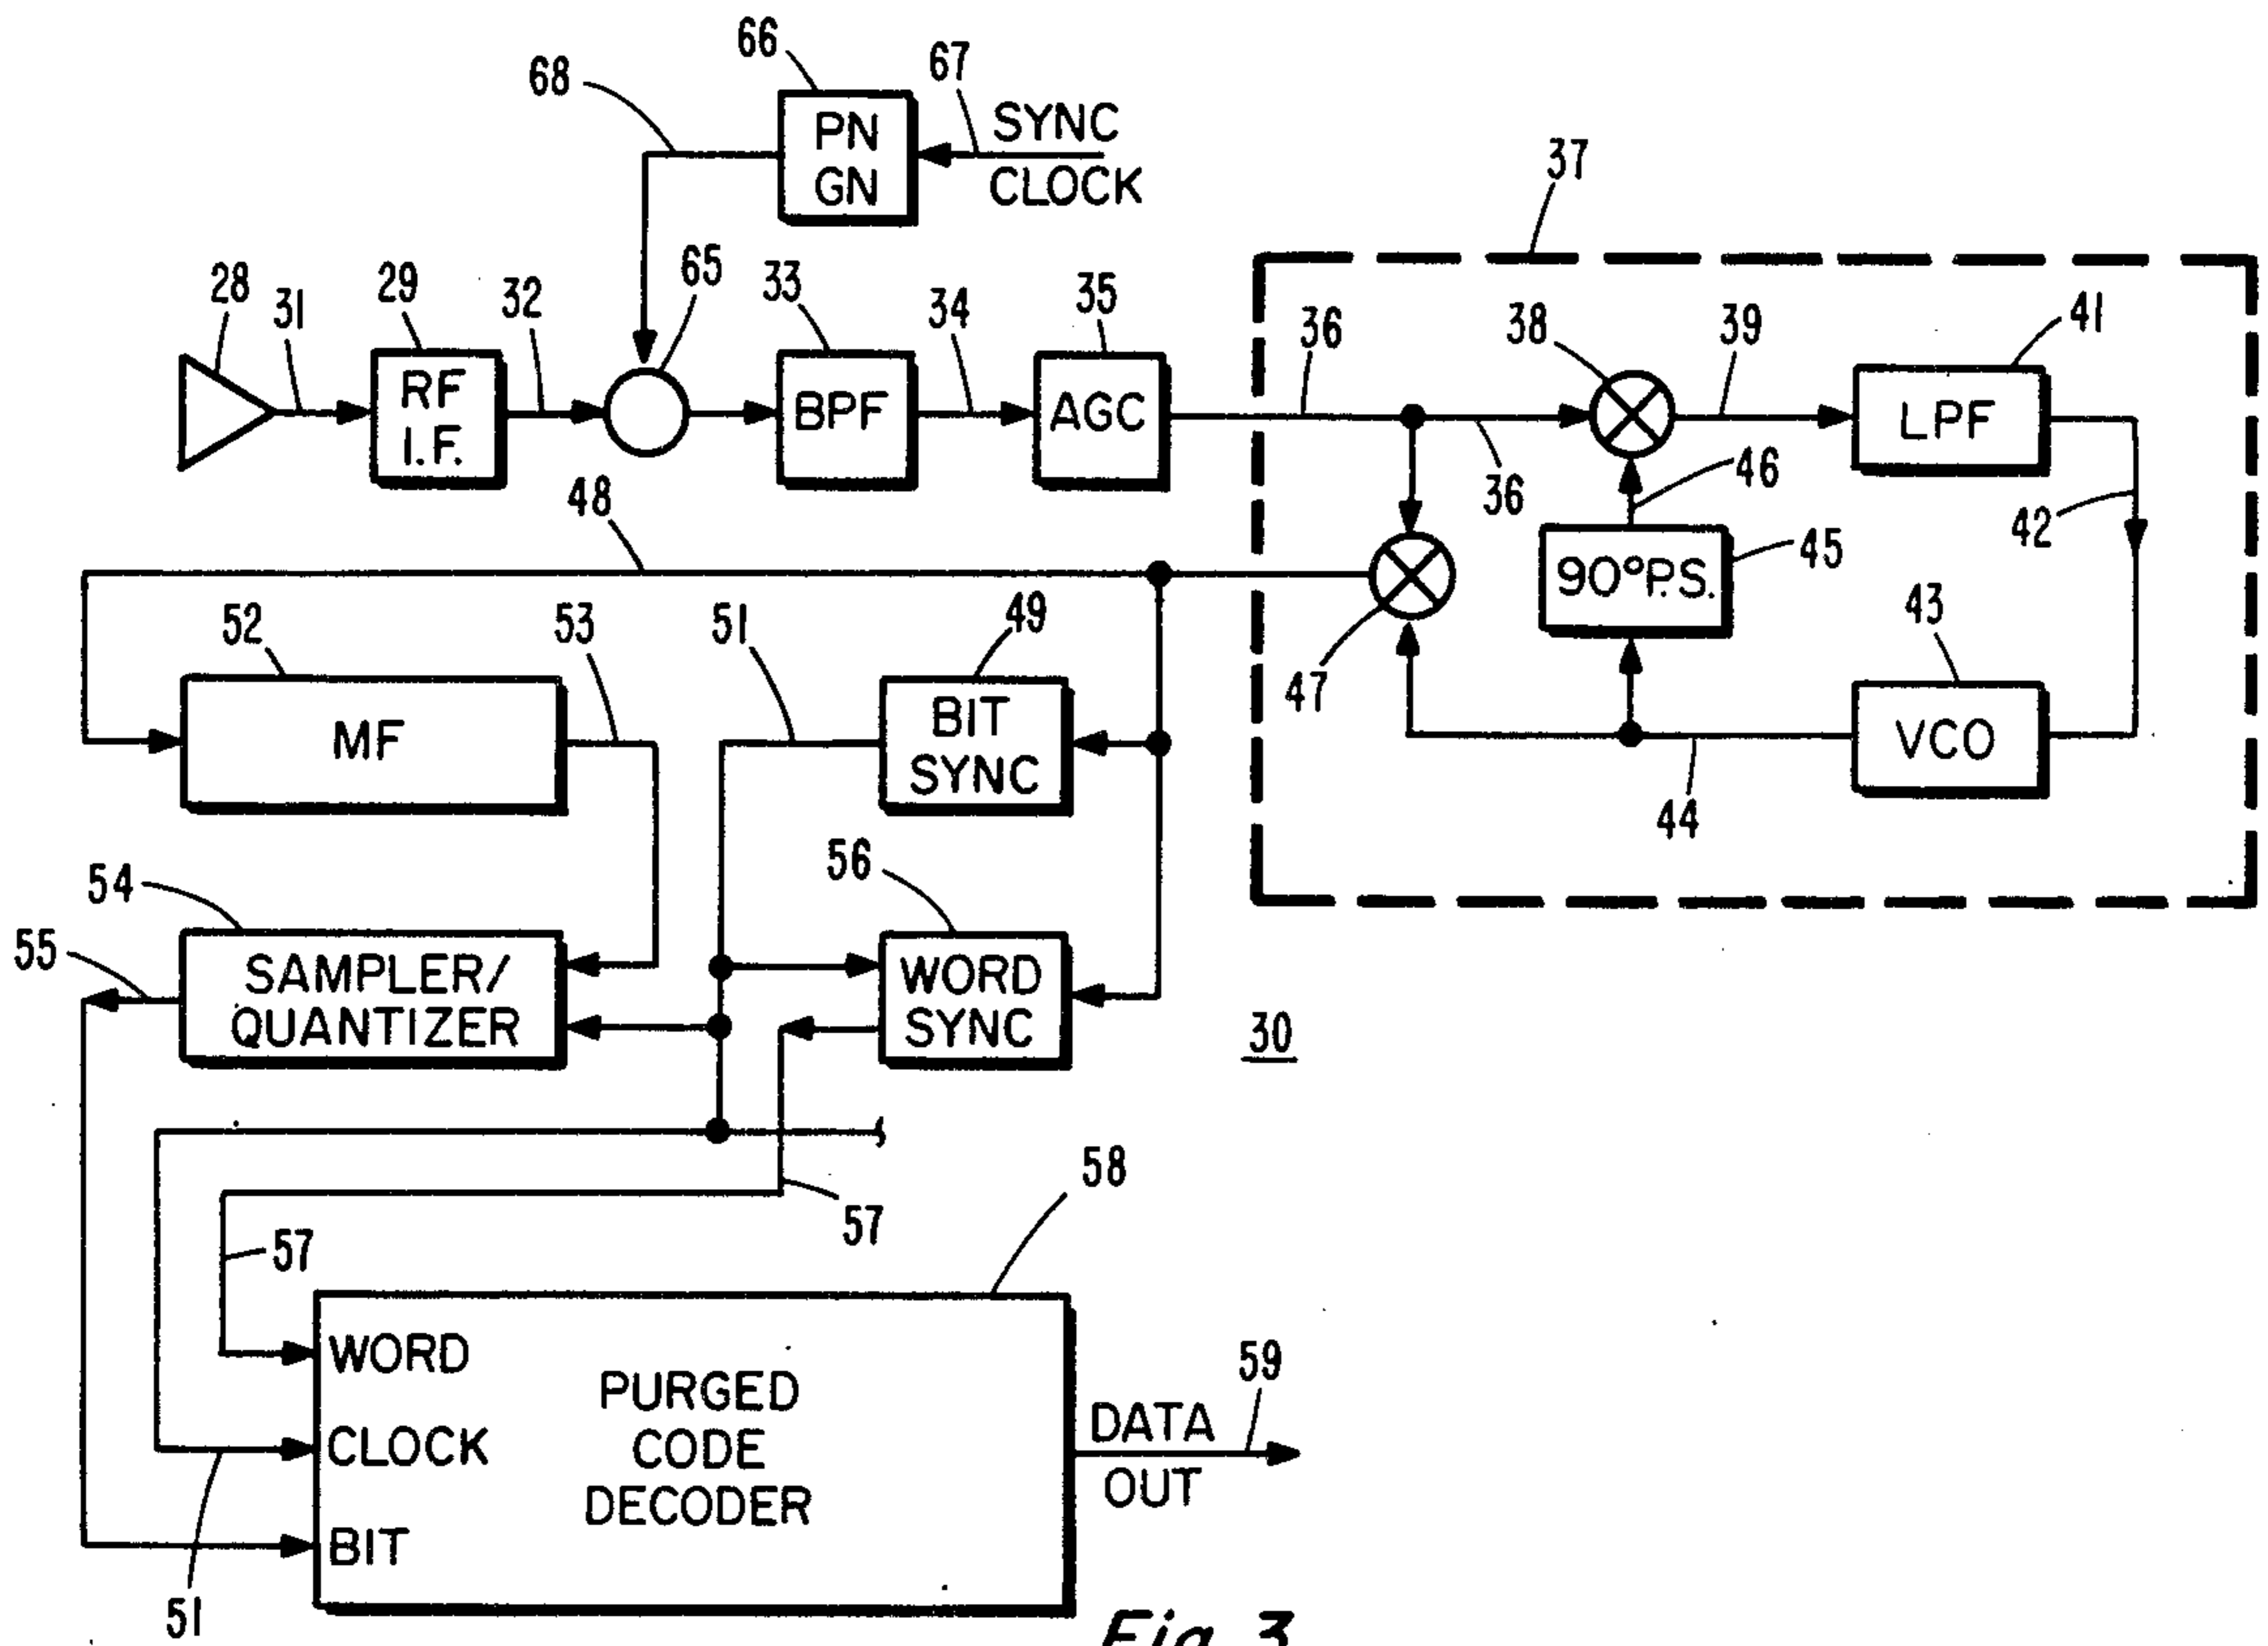 66
68
67
PN
GN
SYNC
CLOCK
37
28
31
29
32
65
33
34
35
36
38
39
41
RF
I.F.
BPF
AGC
LPF
36
46
42
48
90°P.S.
45
47
43
VCO
44
52
53
51
49
MF
BIT
SYNC
54
55
56
SAMPLER/
QUANTIZER
WORD
SYNC
30
57
57
58
WORD
CLOCK
BIT
PURGED
CODE
DECODER
59
DATA
OUT
51
Fig. 3